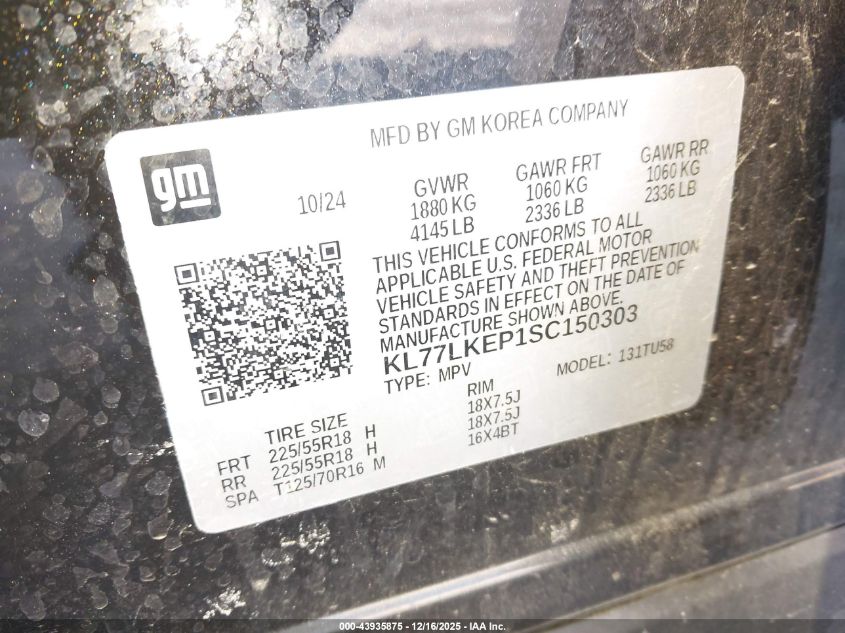 MFD BY GM KOREA COMPANY
gm
10/24
GVWR
1880 KG
4145 LB
GAWR FRT
1060 KG
2336 LB
GAWR RR
1060 KG
2336 LB
THIS VEHICLE CONFORMS TO ALL
APPLICABLE U.S. FEDERAL MOTOR
VEHICLE SAFETY AND THEFT PREVENTION
STANDARDS IN EFFECT ON THE DATE OF
MANUFACTURE SHOWN ABOVE.
KL77LKEP1SC150303
TYPE: MPV MODEL: 131TU58
TIRE SIZE RIM
FRT 225/55R18 H 18X7.5J
RR 225/55R18 H 18X7.5J
SPA T125/70R16 M 16X4BT
000-43935875 - 12/16/2025 - IAA Inc.